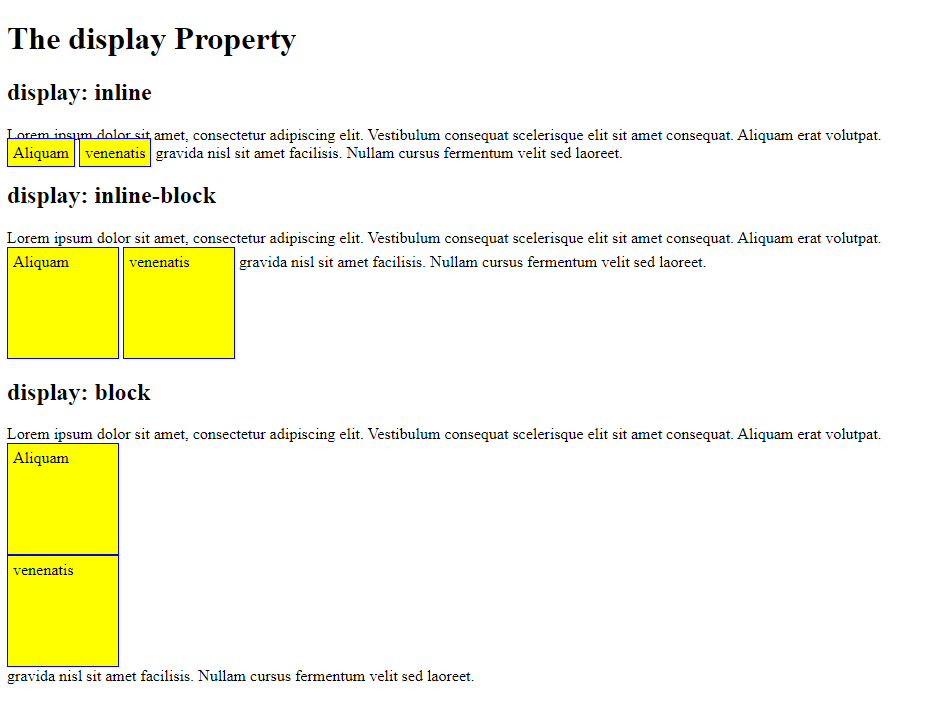 The display Property
display: inline
Lorem ipsum dolor sit amet, consectetur adipiscing elit. Vestibulum consequat scelerisque elit sit amet consequat. Aliquam erat volutpat.
Aliquam venenatis gravida nisl sit amet facilisis. Nullam cursus fermentum velit sed laoreet.
display: inline-block
Lorem ipsum dolor sit amet, consectetur adipiscing elit. Vestibulum consequat scelerisque elit sit amet consequat. Aliquam erat volutpat.
Aliquam venenatis gravida nisl sit amet facilisis. Nullam cursus fermentum velit sed laoreet.
display: block
Lorem ipsum dolor sit amet, consectetur adipiscing elit. Vestibulum consequat scelerisque elit sit amet consequat. Aliquam erat volutpat.
Aliquam
venenatis
gravida nisl sit amet facilisis. Nullam cursus fermentum velit sed laoreet.